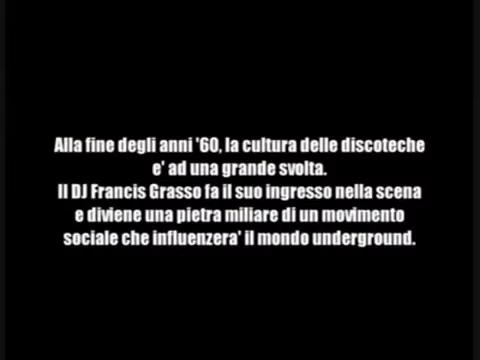 Alla fine degli anni '60, la cultura delle discoteche
e' ad una grande svolta.
Il DJ Francis Grasso fa il suo ingresso nella scena
e diviene una pietra miliare di un movimento
sociale che influenzera' il mondo underground.